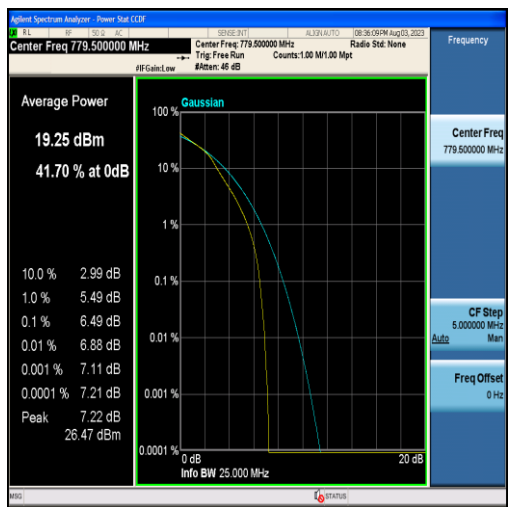 Agilent Spectrum Analyzer - Power Stat CCDF
RL RF 50 Ω AC SENSE:INT ALIGN AUTO 08:36:09 PM Aug 03, 2023
Center Freq 779.500000 MHz
Center Freq: 779.500000 MHz Radio Std: None
Trig: Free Run Counts:1.00 M/1.00 Mpt
#IFGain:Low #Atten: 46 dB
Frequency
Average Power
19.25 dBm
41.70 % at 0dB
10.0 % 2.99 dB
1.0 % 5.49 dB
0.1 % 6.49 dB
0.01 % 6.88 dB
0.001 % 7.11 dB
0.0001 % 7.21 dB
Peak 7.22 dB
26.47 dBm
Gaussian
100 %
10 %
1 %
0.1 %
0.01 %
0.001 %
0.0001 %
0 dB 20 dB
Info BW 25.000 MHz
Center Freq
779.500000 MHz
CF Step
5.000000 MHz
Auto Man
Freq Offset
0 Hz
MSG STATUS